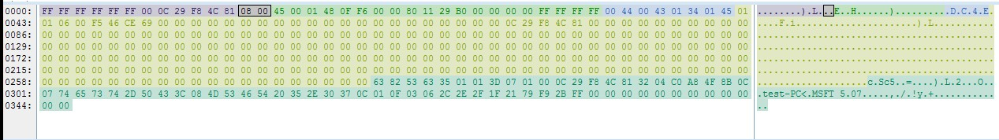 0000: FF FF FF FF FF FF 00 0C 29 F8 4C 81 08 00 45 00 01 48 0F F6 00 00 80 11 29 B0 00 00 00 00 FF FF FF FF 00 44 00 43 01 34 01 45 01 ........).L...E..H......)..........D.C.4.E.
0043: 01 06 00 F5 46 CE 69 00 00 00 00 00 00 00 00 00 00 00 00 00 00 00 00 00 00 00 00 00 0C 29 F8 4C 81 00 00 00 00 00 00 00 00 00 00 ....F.i......................).L...........
0086: 00 00 00 00 00 00 00 00 00 00 00 00 00 00 00 00 00 00 00 00 00 00 00 00 00 00 00 00 00 00 00 00 00 00 00 00 00 00 00 00 00 00 00 ...........................................
0129: 00 00 00 00 00 00 00 00 00 00 00 00 00 00 00 00 00 00 00 00 00 00 00 00 00 00 00 00 00 00 00 00 00 00 00 00 00 00 00 00 00 00 00 ...........................................
0172: 00 00 00 00 00 00 00 00 00 00 00 00 00 00 00 00 00 00 00 00 00 00 00 00 00 00 00 00 00 00 00 00 00 00 00 00 00 00 00 00 00 00 00 ...........................................
0215: 00 00 00 00 00 00 00 00 00 00 00 00 00 00 00 00 00 00 00 00 00 00 00 00 00 00 00 00 00 00 00 00 00 00 00 00 00 00 00 00 00 00 00 ...........................................
0258: 00 00 00 00 00 00 00 00 00 00 00 00 00 00 00 00 00 00 00 00 63 82 53 63 35 01 01 3D 07 01 00 0C 29 F8 4C 81 32 04 C0 A8 4F 8B 0C ....................c.Sc5..=....).L.2...O..
0301: 07 74 65 73 74 2D 50 43 3C 08 4D 53 46 54 20 35 2E 30 37 0C 01 0F 03 06 2C 2E 2F 1F 21 79 F9 2B FF 00 00 00 00 00 00 00 00 00 00 .test-PC<.MSFT 5.07.....,./.!y.+...........
0344: 00 00 ..